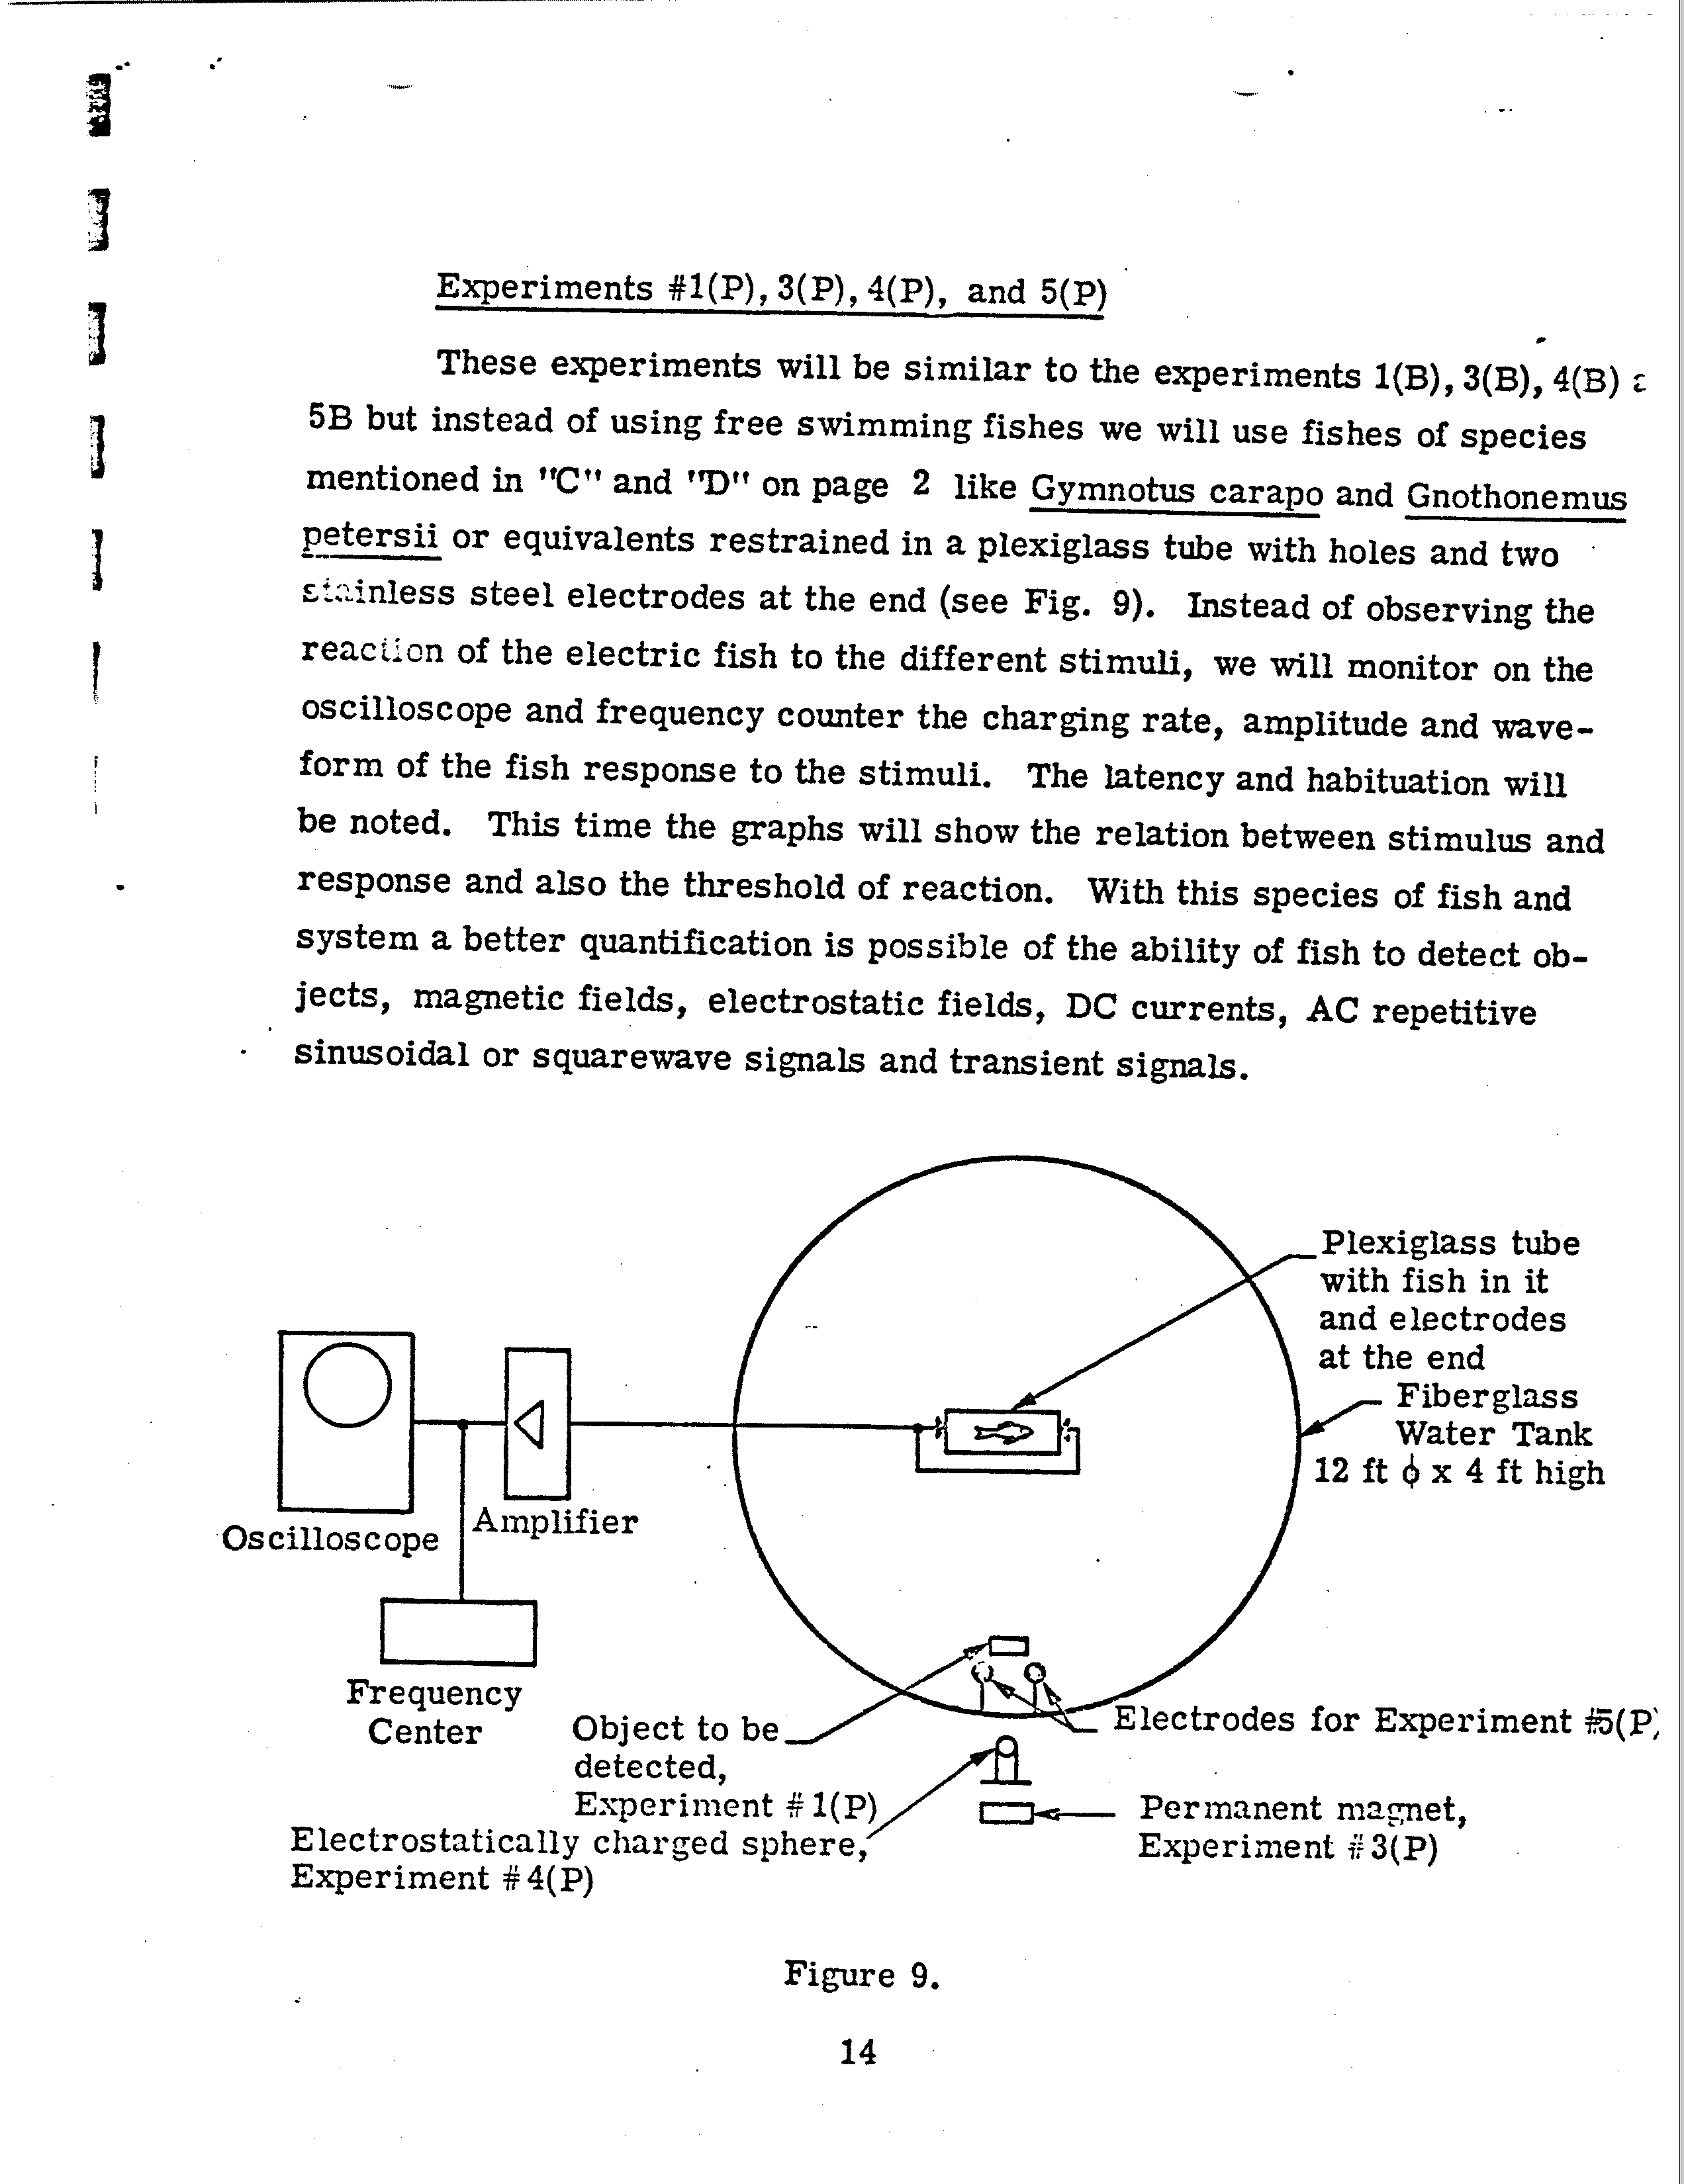 Experiments #1(P), 3(P), 4(P), and 5(P)
These experiments will be similar to the experiments 1(B), 3(B), 4(B)
5B but instead of using free swimming fishes we will use fishes of species
mentioned in "C" and "D" on page 2 like Gymnotus carapo and Gnothonemus
petersii or equivalents restrained in a plexiglass tube with holes and two
stainless steel electrodes at the end (see Fig. 9). Instead of observing the
reaction of the electric fish to the different stimuli, we will monitor on the
oscilloscope and frequency counter the charging rate, amplitude and wave-
form of the fish response to the stimuli. The latency and habituation will
be noted. This time the graphs will show the relation between stimulus and
response and also the threshold of reaction. With this species of fish and
system a better quantification is possible of the ability of fish to detect ob-
jects, magnetic fields, electrostatic fields, DC currents, AC repetitive
sinusoidal or squarewave signals and transient signals.
Plexiglass tube
with fish in it
and electrodes
at the end
Fiberglass
Water Tank
12 ft ϕ x 4 ft high
Oscilloscope
Amplifier
Frequency
Center
Object to be
detected,
Experiment #1(P)
Electrodes for Experiment #5(P)
Electrostatically charged sphere,
Experiment #4(P)
Permanent magnet,
Experiment #3(P)
Figure 9.
14